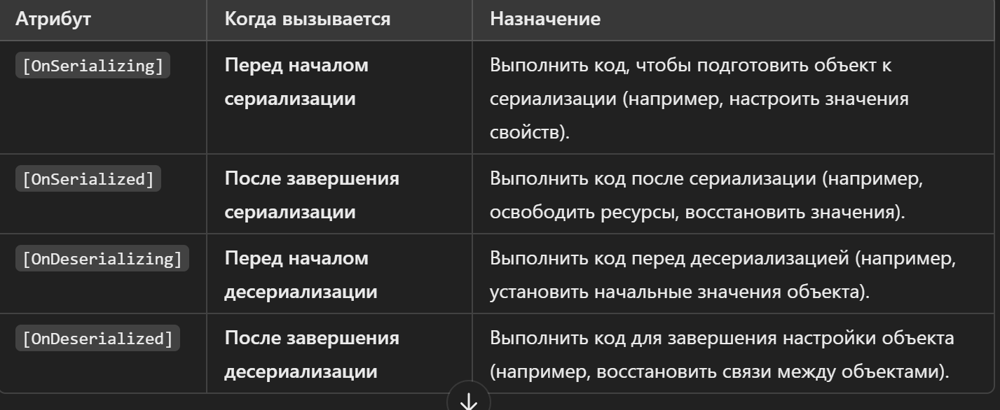 Атрибут
Когда вызывается
Назначение
[OnSerializing]
Перед началом
сериализации
Выполнить код, чтобы подготовить объект к
сериализации (например, настроить значения
свойств).
[OnSerialized]
После завершения
сериализации
Выполнить код после сериализации (например,
освободить ресурсы, восстановить значения).
[OnDeserializing]
Перед началом
десериализации
Выполнить код перед десериализацией (например,
установить начальные значения объекта).
[OnDeserialized]
После завершения
десериализации
Выполнить код для завершения настройки объекта
(например, восстановить связи между объектами).